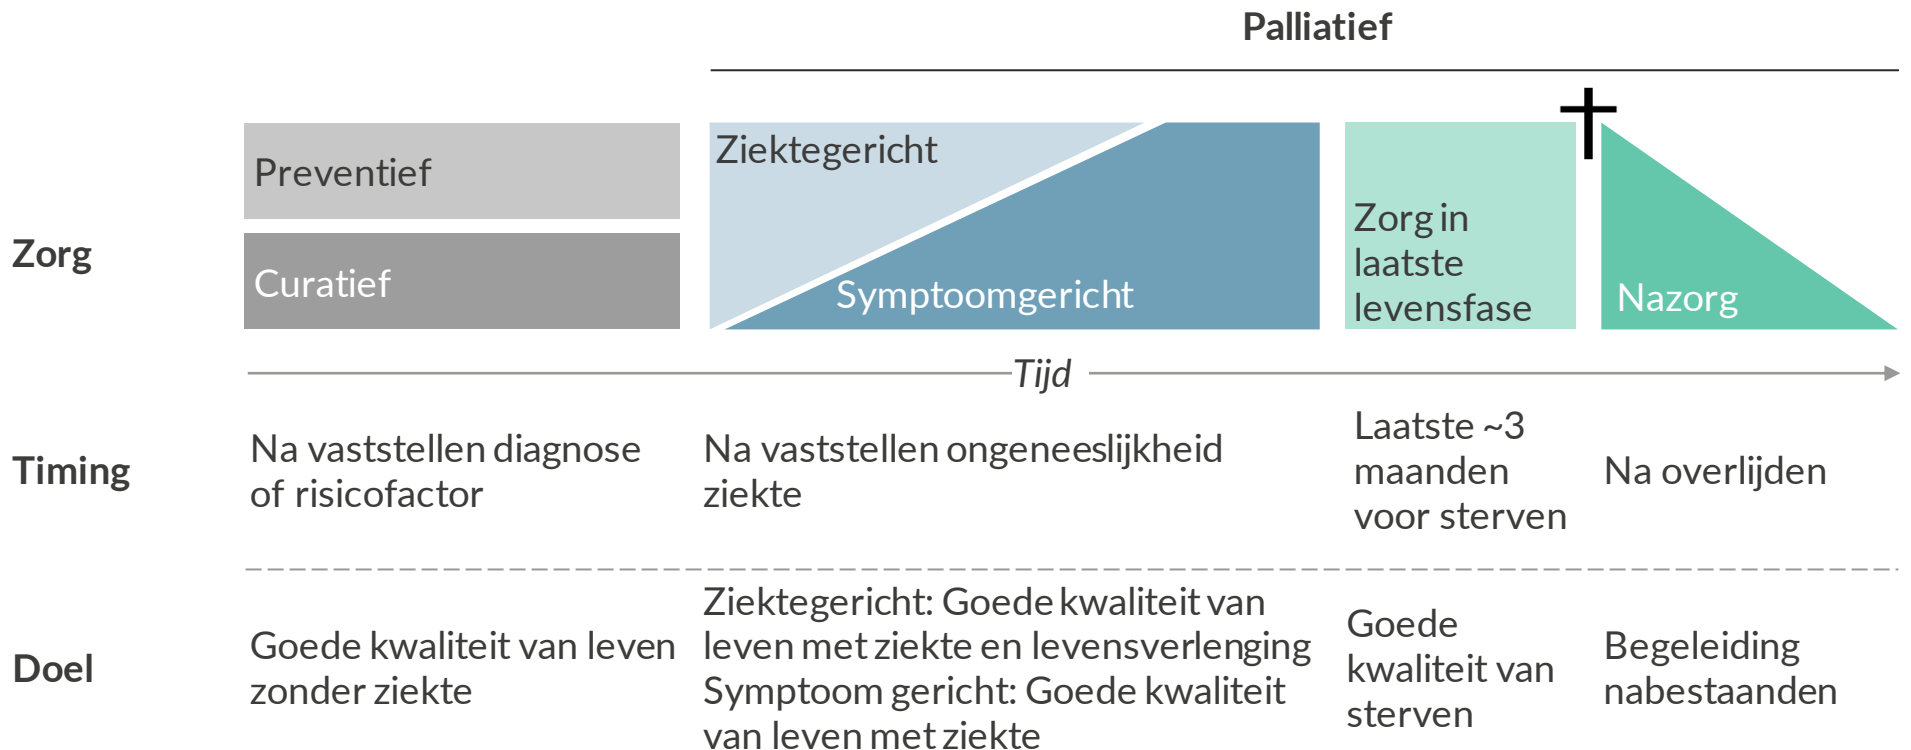 Palliatief
Zorg
Preventief
Curatief
Ziektegericht
Symptoomgericht
Zorg in
laatste
levensfase
Nazorg
Tijd
Timing
Na vaststellen diagnose
of risicofactor
Na vaststellen ongeneeslijkheid
ziekte
Laatste ~3
maanden
voor sterven
Na overlijden
Doel
Goede kwaliteit van leven
zonder ziekte
Ziektegericht: Goede kwaliteit van
leven met ziekte en levensverlenging
Symptoom gericht: Goede kwaliteit
van leven met ziekte
Goede
kwaliteit van
sterven
Begeleiding
nabestaanden